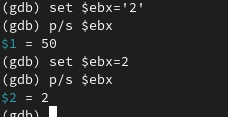 (gdb) set $ebx='2'
(gdb) p/s $ebx
$1 = 50
(gdb) set $ebx=2
(gdb) p/s $ebx
$2 = 2
(gdb)